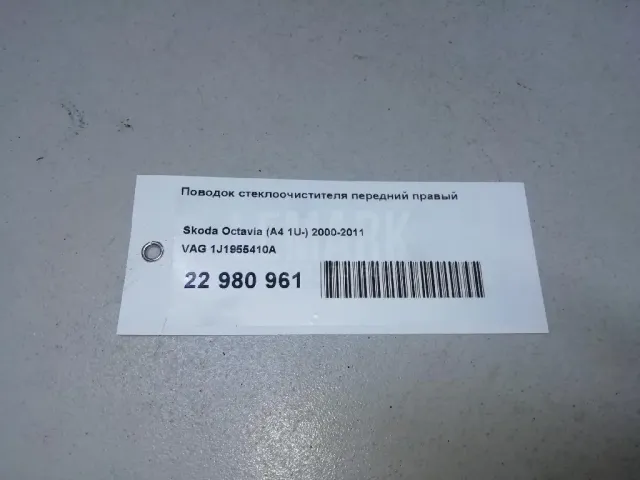 Поводок стеклоочистителя передний правый
Skoda Octavia (A4 1U-) 2000-2011
VAG 1J1955410A
22 980 961